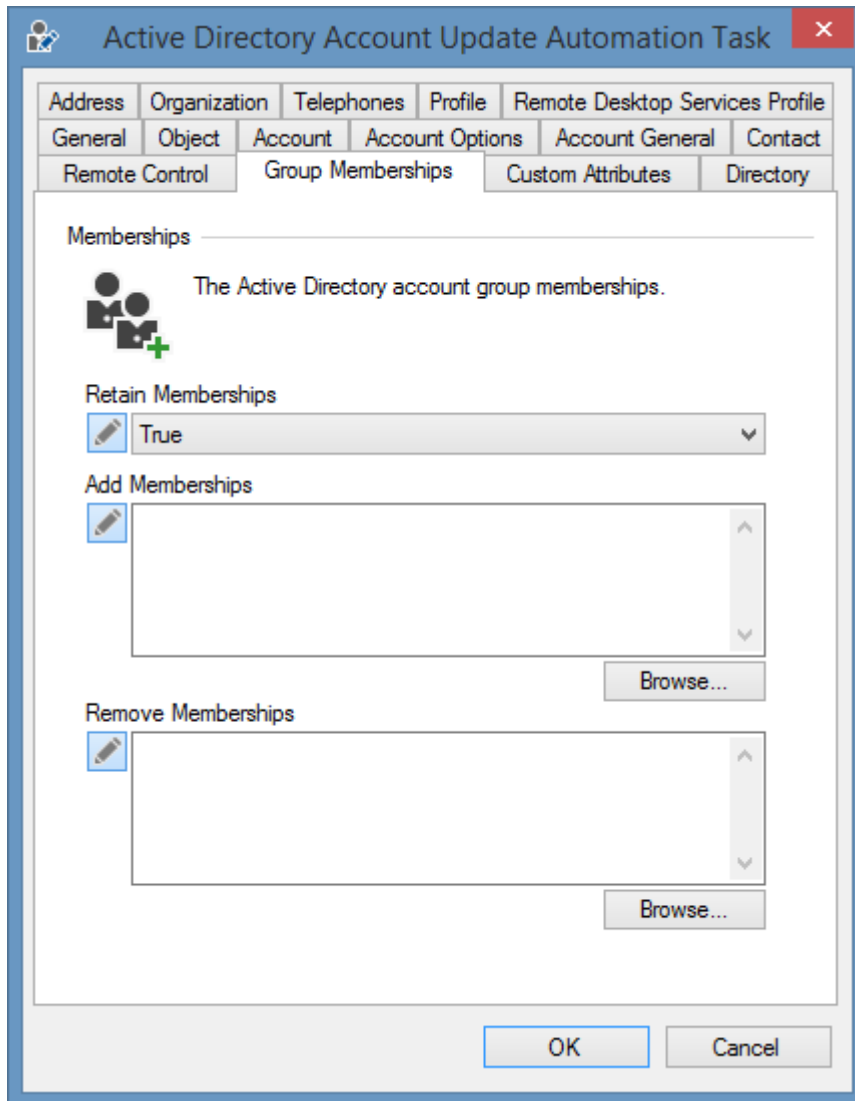 Active Directory Account Update Automation Task
Address Organization Telephones Profile Remote Desktop Services Profile
General Object Account Account Options Account General Contact
Remote Control Group Memberships Custom Attributes Directory
Memberships
The Active Directory account group memberships.
Retain Memberships
True
Add Memberships
Browse...
Remove Memberships
Browse...
OK Cancel